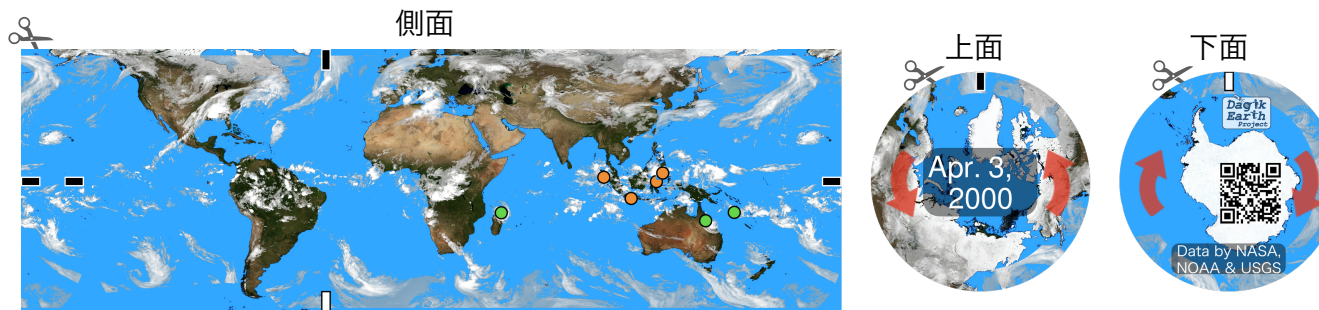 側面
上面
下面
Apr. 3,
2000
Dagik
Earth
Project
Data by NASA,
NOAA & USGS